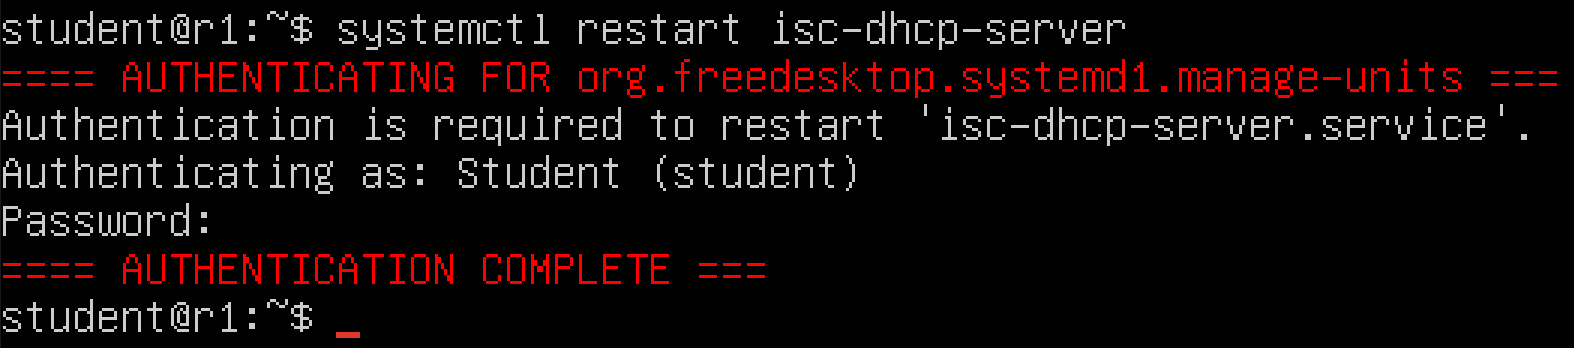 student@r1:~$ systemctl restart isc-dhcp-server
==== AUTHENTICATING FOR org.freedesktop.systemd1.manage-units ===
Authentication is required to restart 'isc-dhcp-server.service'.
Authenticating as: Student (student)
Password:
==== AUTHENTICATION COMPLETE ===
student@r1:~$ _